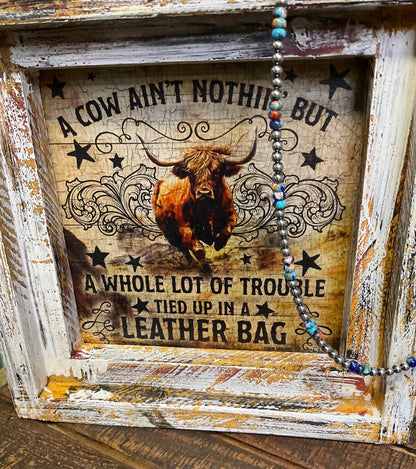 A COW AIN'T NOTHIN' BUT
A WHOLE LOT OF TROUBLE
TIED UP IN A
LEATHER BAG